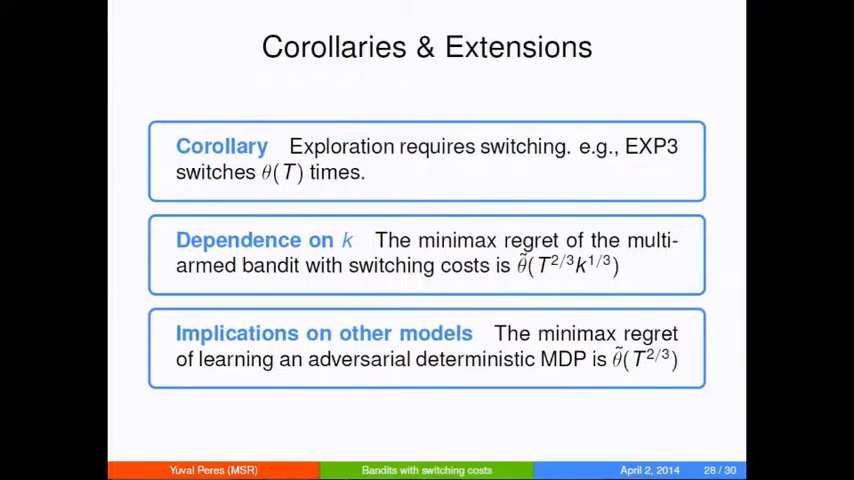 Corollaries & Extensions
Corollary Exploration requires switching. e.g., EXP3
switches θ(T) times.
Dependence on k The minimax regret of the multi-
armed bandit with switching costs is θ̃(T^{2/3}k^{1/3})
Implications on other models The minimax regret
of learning an adversarial deterministic MDP is θ̃(T^{2/3})
Yuval Peres (MSR) Bandits with switching costs April 2, 2014 28 / 30